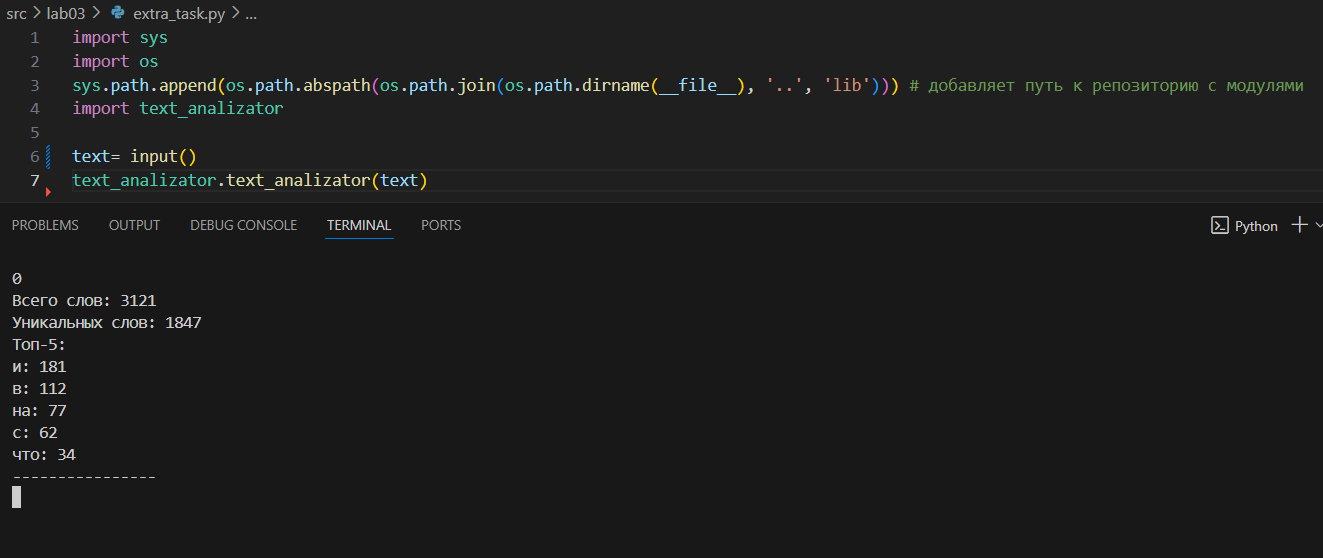 src > lab03 > extra_task.py > ...
1 import sys
2 import os
3 sys.path.append(os.path.abspath(os.path.join(os.path.dirname(__file__), '..', 'lib'))) # добавляет путь к репозиторию с модулями
4 import text_analizator
5
6 text= input()
7 text_analizator.text_analizator(text)
PROBLEMS OUTPUT DEBUG CONSOLE TERMINAL PORTS Python
0
Всего слов: 3121
Уникальных слов: 1847
Топ-5:
и: 181
в: 112
на: 77
с: 62
что: 34
----------------